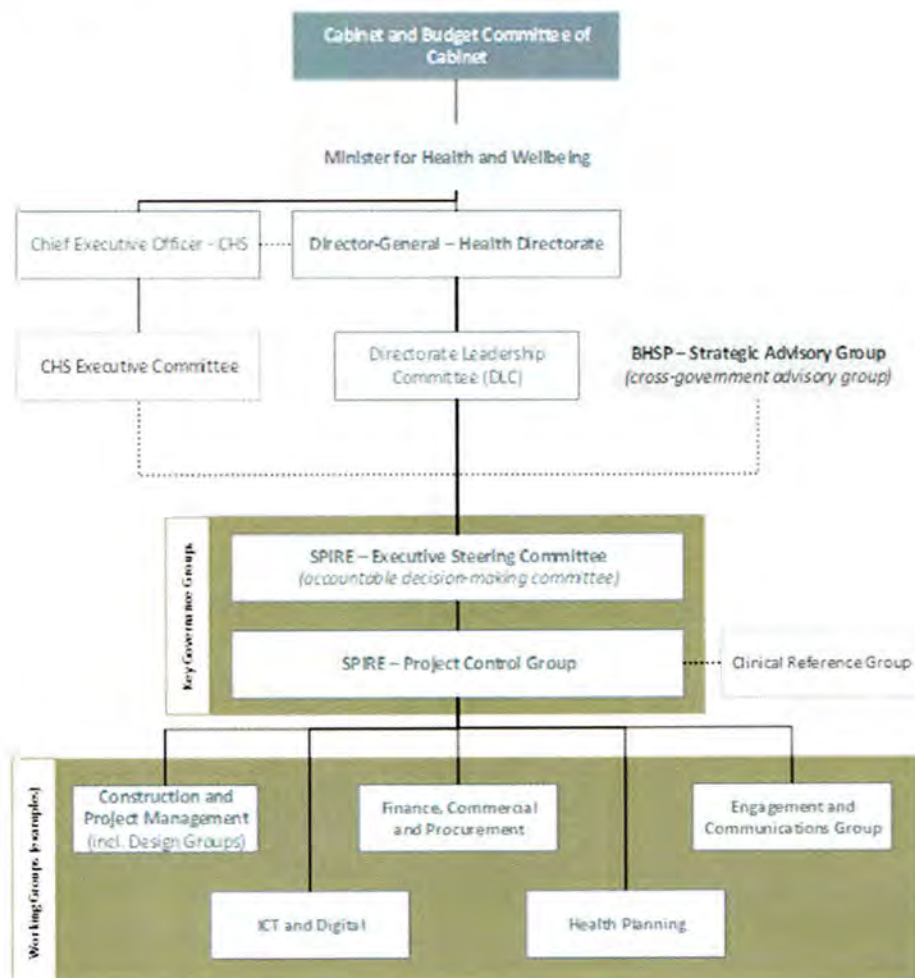 Cabinet and Budget Committee of
Cabinet
Minister for Health and Wellbeing
Chief Executive Officer - CHS
Director-General – Health Directorate
CHS Executive Committee
Directorate Leadership
Committee (DLC)
BHSP – Strategic Advisory Group
(cross-government advisory group)
Key Governance Groups
SPIRE – Executive Steering Committee
(accountable decision-making committee)
SPIRE – Project Control Group
Clinical Reference Group
Working Groups (examples)
Construction and
Project Management
(incl. Design Groups)
Finance, Commercial
and Procurement
Engagement and
Communications Group
ICT and Digital
Health Planning